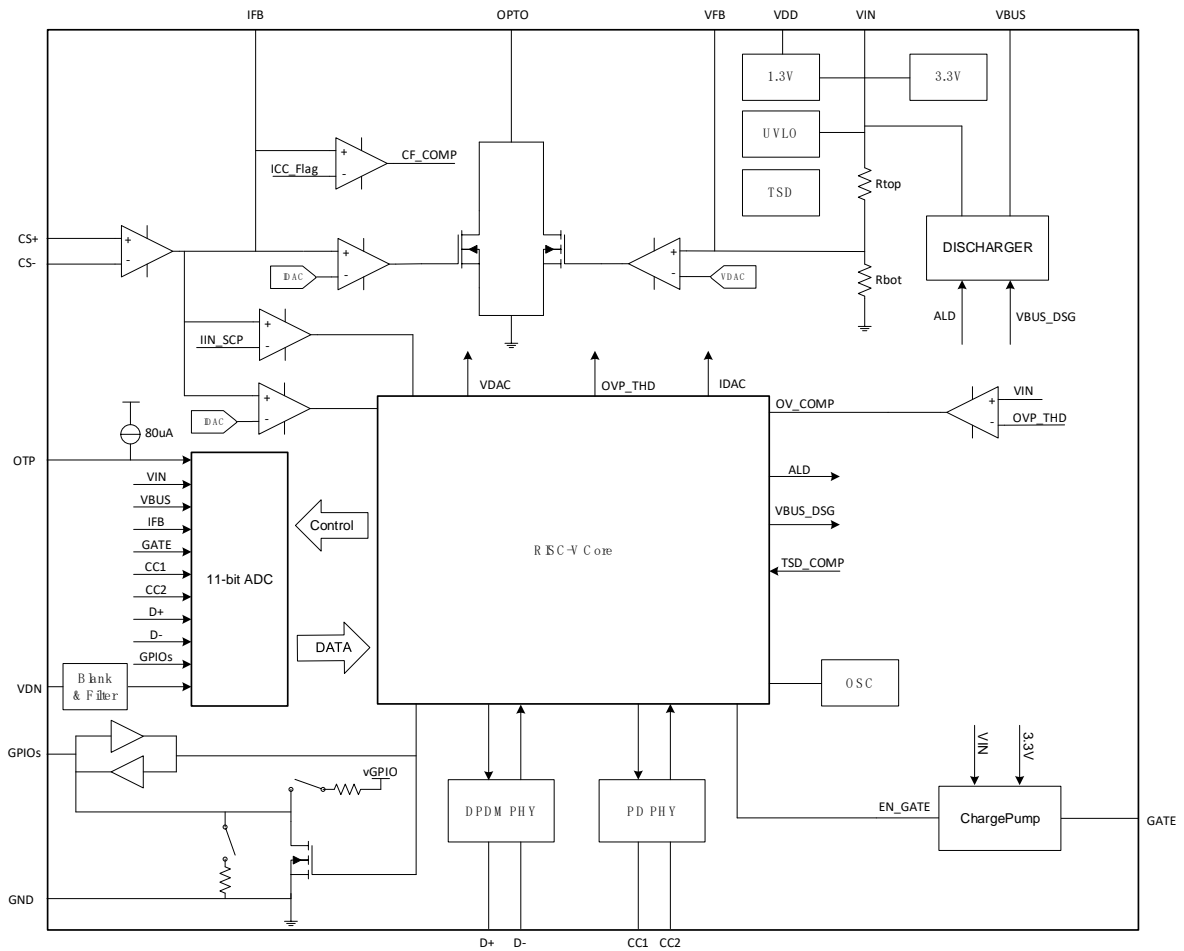 IFB OPTO VFB VDD VIN VBUS
1.3V 3.3V
UVLO
TSD
Rtop
Rbot
DISCHARGER
ALD VBUS_DSG
+
-
ICC_Flag
CF_COMP
CS+
CS-
+
-
+
-
IDAC
+
-
VDAC
+
-
IIN_SCP
+
-
IDAC
VDAC OVP_THD IDAC
OV_COMP
+
-
VIN
OVP_THD
80uA
OTP
VIN
VBUS
IFB
GATE
CC1
CC2
D+
D-
GPIOs
11-bit ADC
Control
DATA
RISC-V Core
ALD
VBUS_DSG
TSD_COMP
OSC
VDN
Blank
& Filter
GPIOs
vGPIO
GND
DPDM PHY
PD PHY
EN_GATE
VIN
3.3V
ChargePump
GATE
D+ D- CC1 CC2